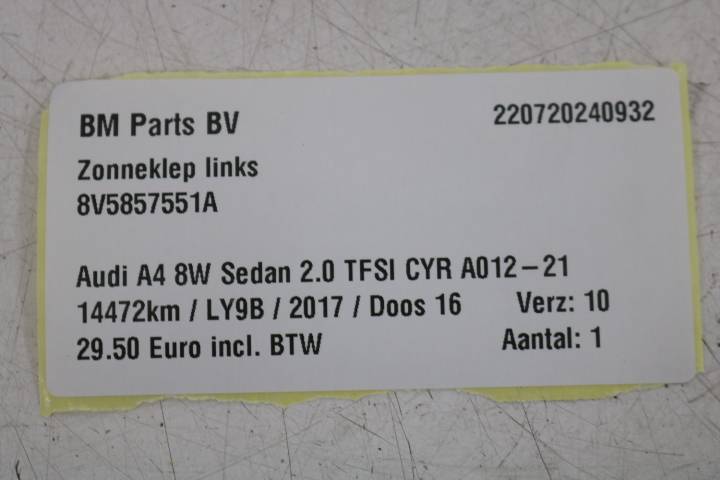 BM Parts BV 220720240932
Zonneklep links
8V5857551A
Audi A4 8W Sedan 2.0 TFSI CYR A012-21
14472km / LY9B / 2017 / Doos 16 Verz: 10
29.50 Euro incl. BTW Aantal: 1